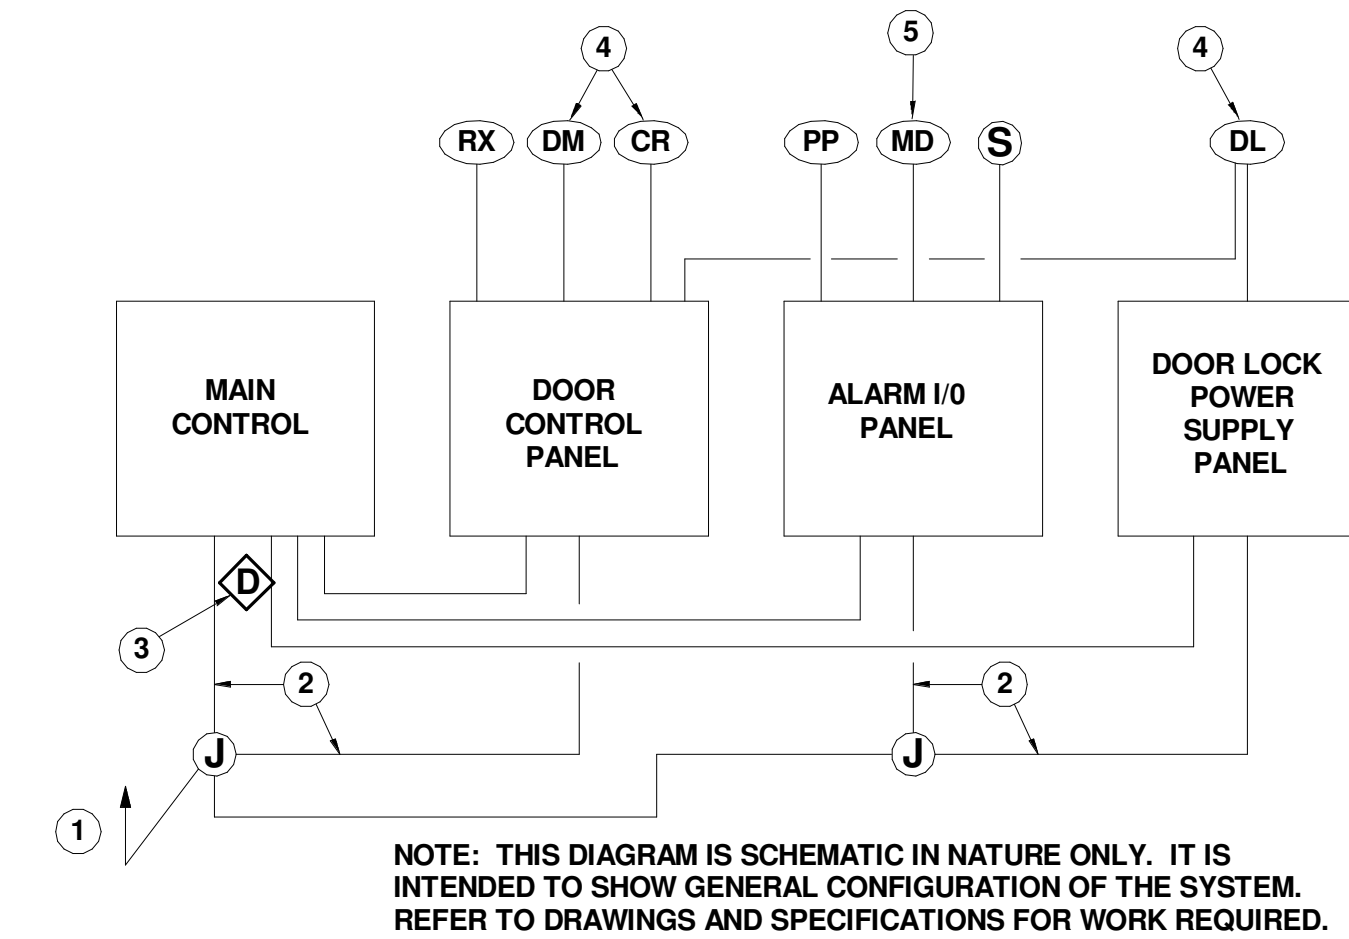 4
5
4
RX
DM
CR
PP
MD
S
DL
MAIN
CONTROL
DOOR
CONTROL
PANEL
ALARM I/0
PANEL
DOOR LOCK
POWER
SUPPLY
PANEL
D
3
2
2
J
J
1
NOTE: THIS DIAGRAM IS SCHEMATIC IN NATURE ONLY. IT IS
INTENDED TO SHOW GENERAL CONFIGURATION OF THE SYSTEM.
REFER TO DRAWINGS AND SPECIFICATIONS FOR WORK REQUIRED.